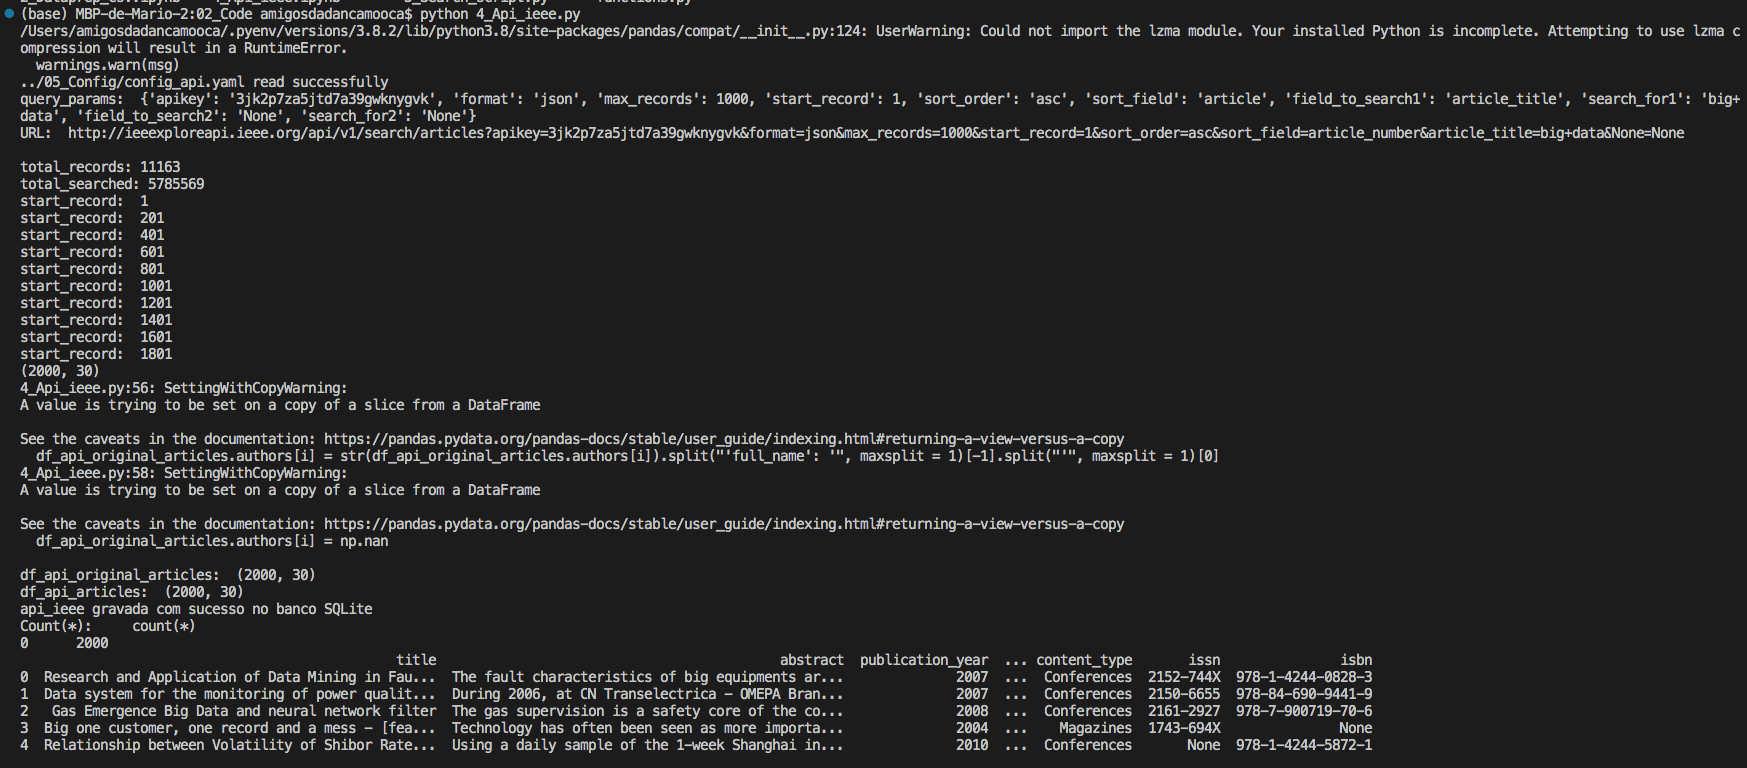 (base) MBP-de-Mario-2:02_Code amigosdadancamooca$ python 4_Api_ieee.py
/Users/amigosdadancamooca/.pyenv/versions/3.8.2/lib/python3.8/site-packages/pandas/compat/__init__.py:124: UserWarning: Could not import the lzma module. Your installed Python is incomplete. Attempting to use lzma c
ompression will result in a RuntimeError.
  warnings.warn(msg)
../05_Config/config_api.yaml read successfully
query_params:  {'apikey': '3jk2p7za5jtd7a39gwknygvk', 'format': 'json', 'max_records': 1000, 'start_record': 1, 'sort_order': 'asc', 'sort_field': 'article', 'field_to_search1': 'article_title', 'search_for1': 'big+
data', 'field_to_search2': 'None', 'search_for2': 'None'}
URL:  http://ieeexploreapi.ieee.org/api/v1/search/articles?apikey=3jk2p7za5jtd7a39gwknygvk&format=json&max_records=1000&start_record=1&sort_order=asc&sort_field=article_number&article_title=big+data&None=None
total_records: 11163
total_searched: 5785569
start_record:  1
start_record:  201
start_record:  401
start_record:  601
start_record:  801
start_record:  1001
start_record:  1201
start_record:  1401
start_record:  1601
start_record:  1801
(2000, 30)
4_Api_ieee.py:56: SettingWithCopyWarning:
A value is trying to be set on a copy of a slice from a DataFrame
See the caveats in the documentation: https://pandas.pydata.org/pandas-docs/stable/user_guide/indexing.html#returning-a-view-versus-a-copy
  df_api_original_articles.authors[i] = str(df_api_original_articles.authors[i]).split("'full_name': '", maxsplit = 1)[-1].split("'", maxsplit = 1)[0]
4_Api_ieee.py:58: SettingWithCopyWarning:
A value is trying to be set on a copy of a slice from a DataFrame
See the caveats in the documentation: https://pandas.pydata.org/pandas-docs/stable/user_guide/indexing.html#returning-a-view-versus-a-copy
  df_api_original_articles.authors[i] = np.nan
df_api_original_articles:  (2000, 30)
df_api_articles:  (2000, 30)
api_ieee gravada com sucesso no banco SQLite
Count(*):     count(*)
0      2000
title abstract publication_year ... content_type issn isbn
0  Research and Application of Data Mining in Fau...  The fault characteristics of big equipments ar...  2007  ...  Conferences  2152-744X  978-1-4244-0828-3
1  Data system for the monitoring of power qualit...  During 2006, at CN Transelectrica – OMEPA Bran...  2007  ...  Conferences  2150-6655  978-84-690-9441-9
2  Gas Emergence Big Data and neural network filter  The gas supervision is a safety core of the co...  2008  ...  Conferences  2161-2927  978-7-900719-70-6
3  Big one customer, one record and a mess - [fea...  Technology has often been seen as more importa...  2004  ...  Magazines  1743-694X  None
4  Relationship between Volatility of Shibor Rate...  Using a daily sample of the 1-week Shanghai in...  2010  ...  Conferences  None  978-1-4244-5872-1